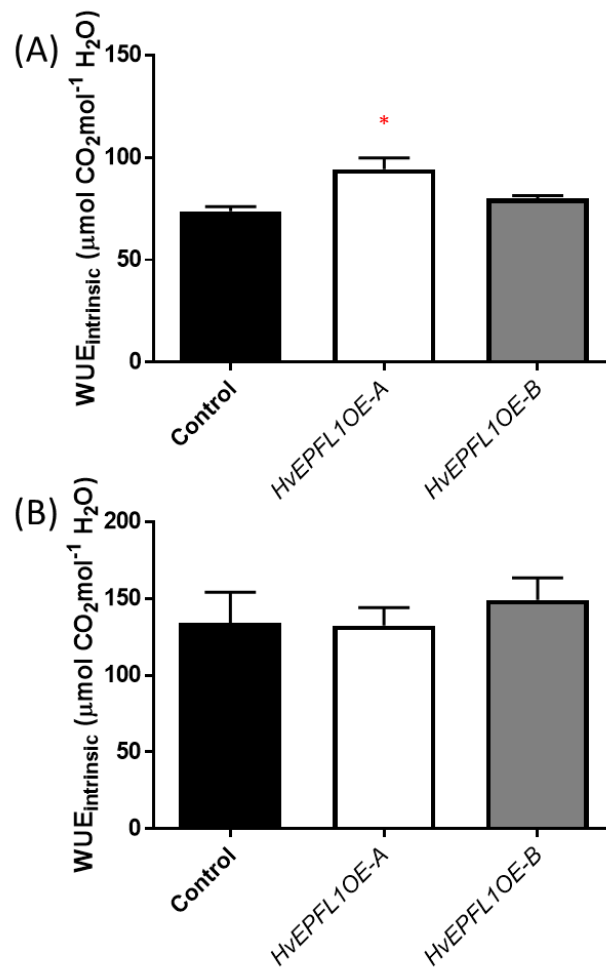 (A)
WUEintrinsic (µmol CO2mol-1 H2O)
150
100
50
0
*
Control
HvEPFL1OE-A
HvEPFL1OE-B
(B)
WUEintrinsic (µmol CO2mol-1 H2O)
200
150
100
50
0
Control
HvEPFL1OE-A
HvEPFL1OE-B